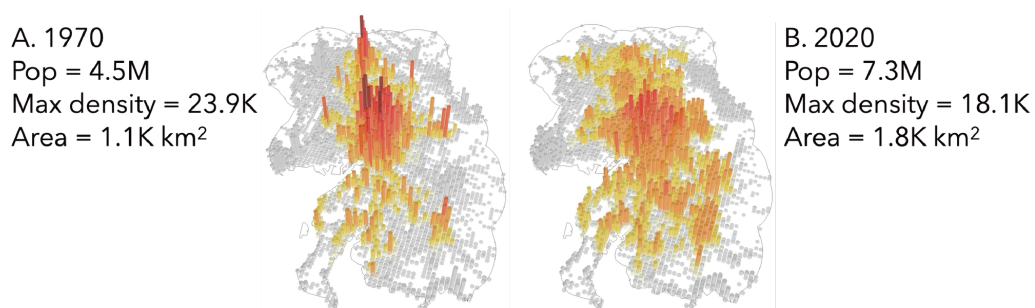 A. 1970
Pop = 4.5M
Max density = 23.9K
Area = 1.1K km²
B. 2020
Pop = 7.3M
Max density = 18.1K
Area = 1.8K km²